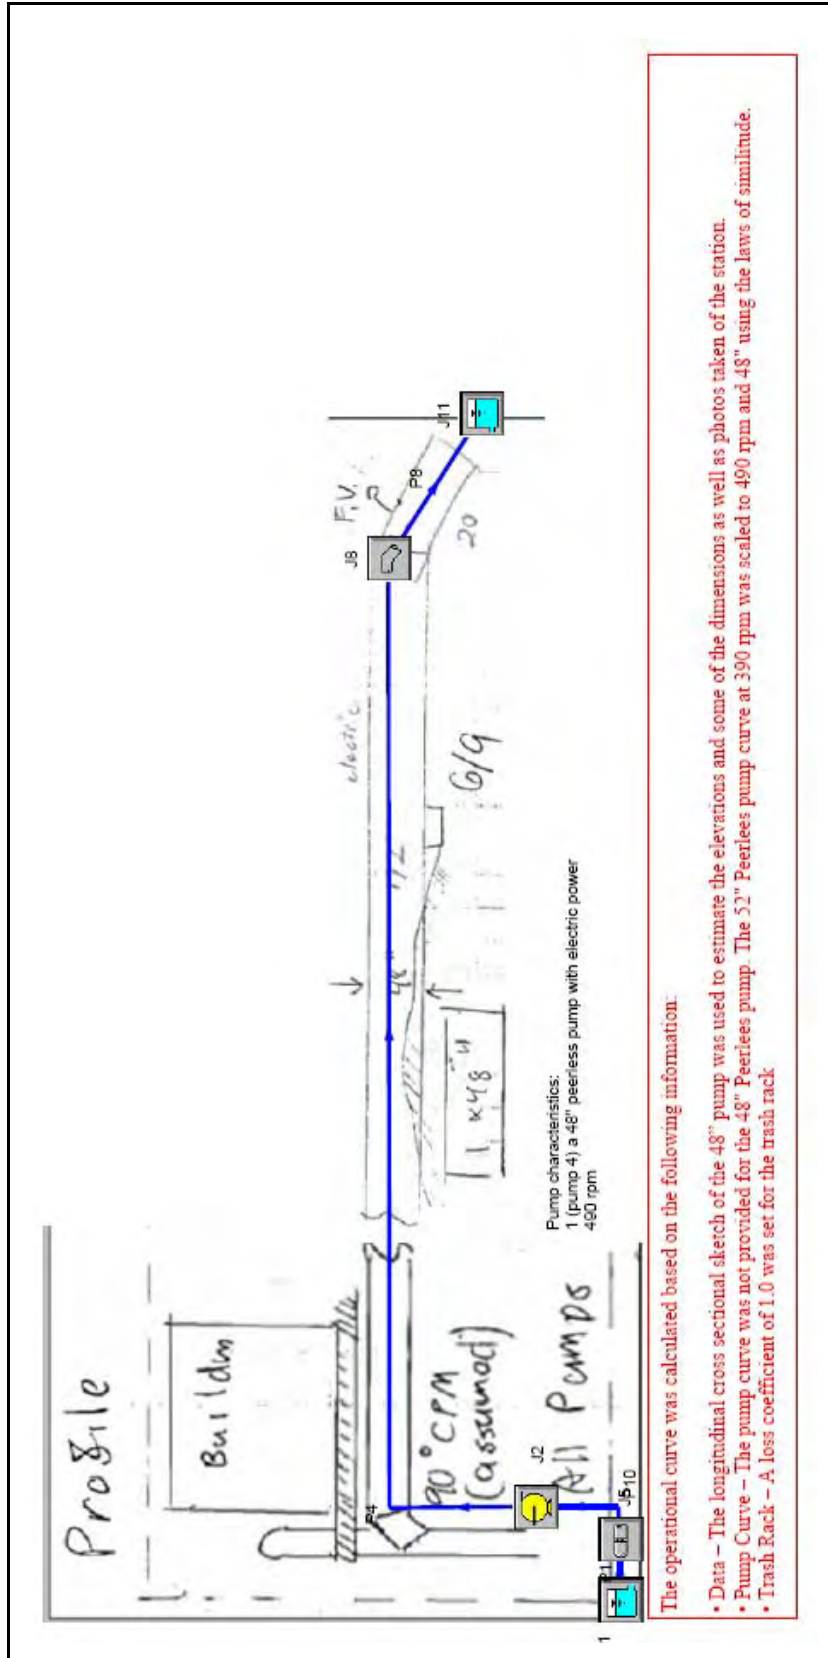 Profile
Building
electric
F.V.
J8
P8
J11
20
48"
6/9
1, x48"
P4
90° CPM
(assumed)
All Pumps
J2
J5
P10
P1
1
Pump characteristics:
1 (pump 4) a 48" peerless pump with electric power
490 rpm
The operational curve was calculated based on the following information:
• Data – The longitudinal cross sectional sketch of the 48" pump was used to estimate the elevations and some of the dimensions as well as photos taken of the station.
• Pump Curve – The pump curve was not provided for the 48" Peerlees pump. The 52" Peerlees pump curve at 390 rpm was scaled to 490 rpm and 48" using the laws of similitude.
• Trash Rack – A loss coefficient of 1.0 was set for the trash rack